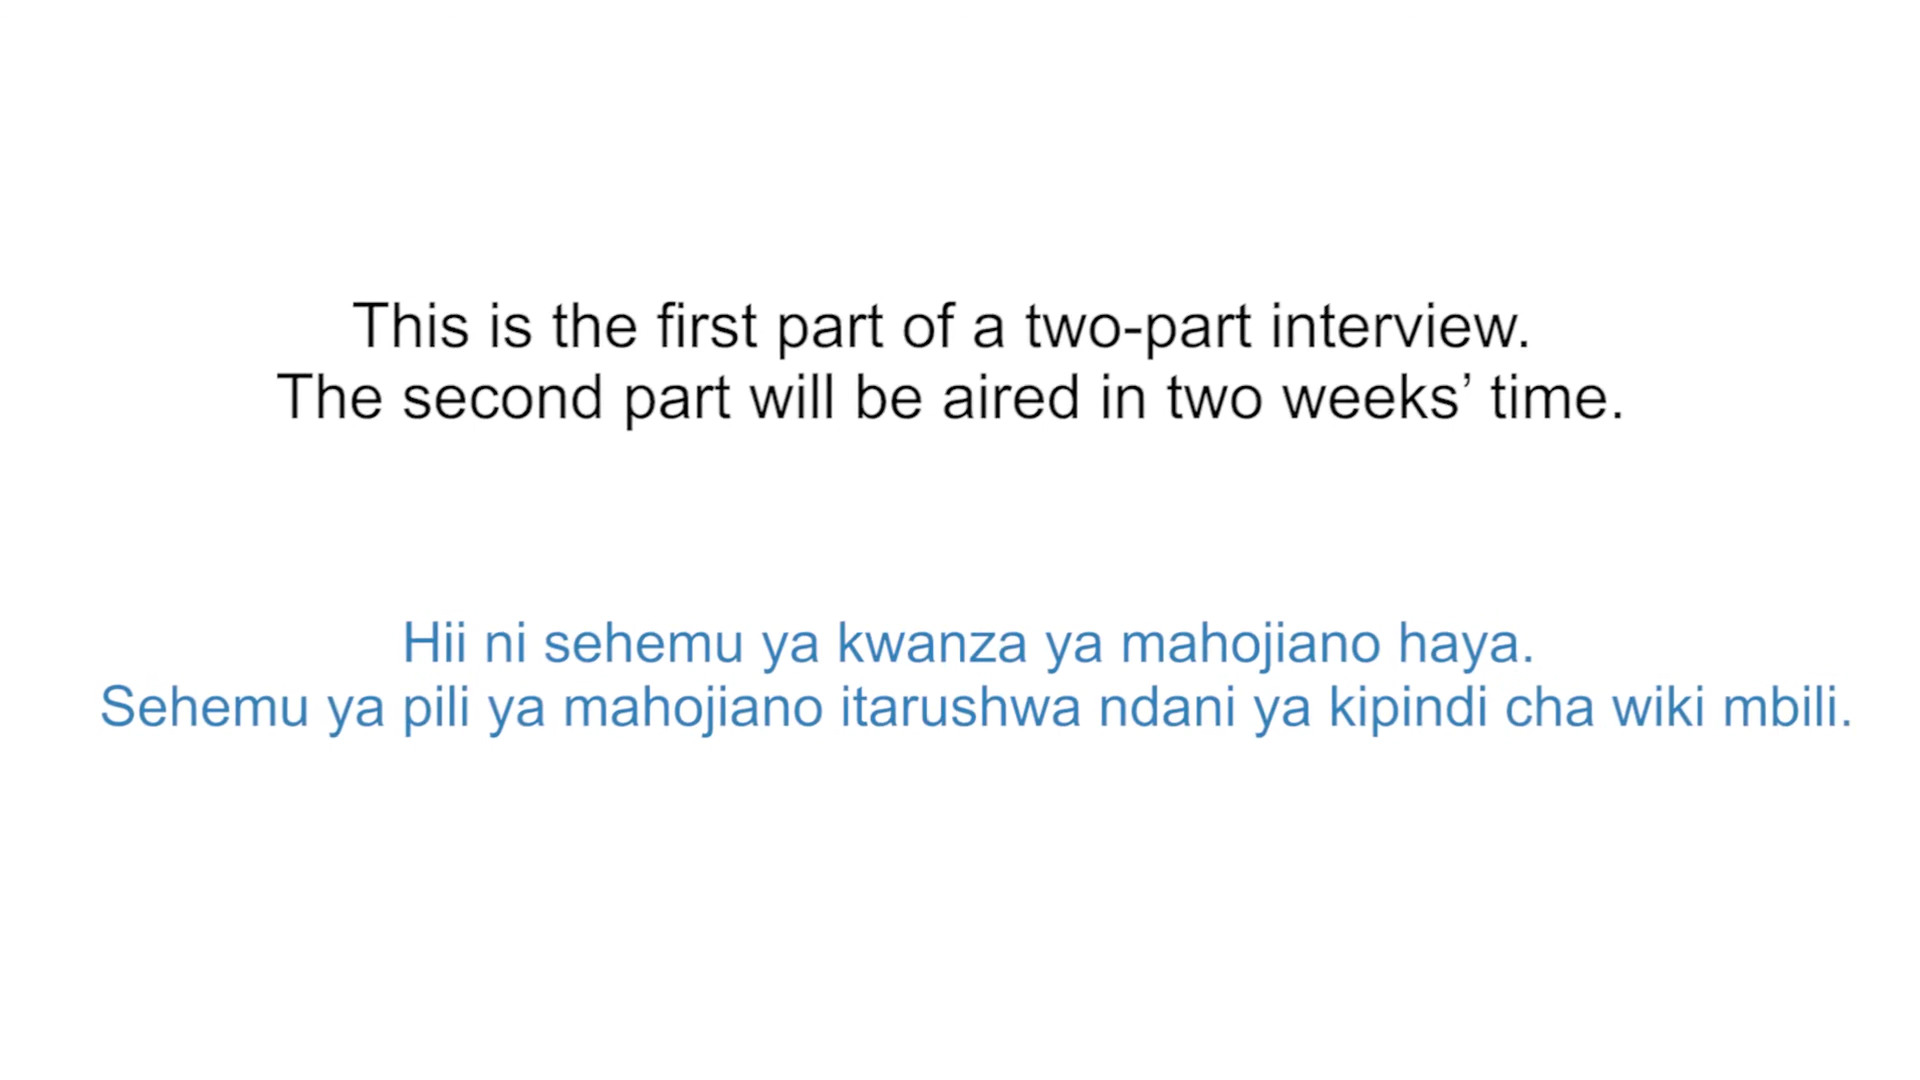 This is the first part of a two-part interview.
The second part will be aired in two weeks’ time.
Hii ni sehemu ya kwanza ya mahojiano haya.
Sehemu ya pili ya mahojiano itarushwa ndani ya kipindi cha wiki mbili.